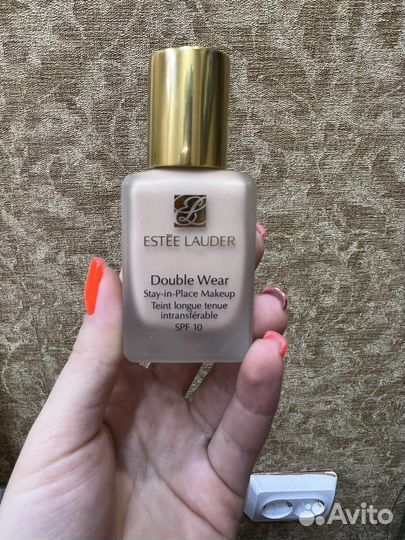 ESTĒE LAUDER
Double Wear
Stay-in-Place Makeup
Teint longue tenue
intransférable
SPF 10
Avito